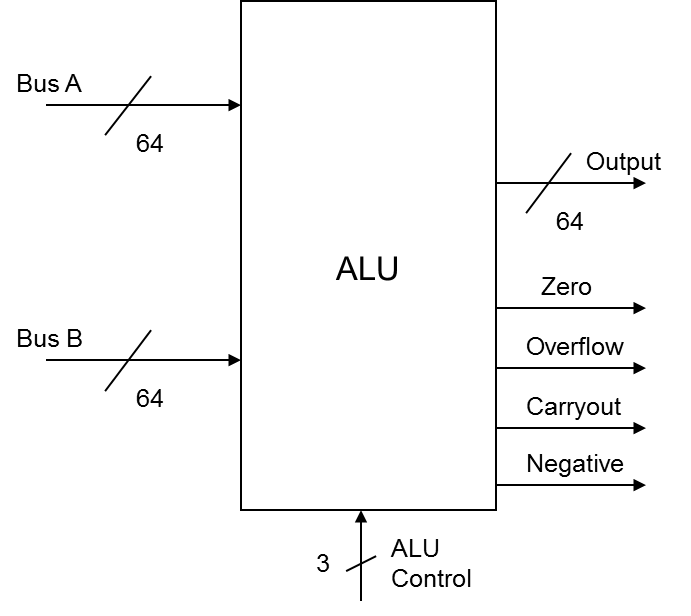 Bus A
64
Output
64
ALU
Zero
Bus B
Overflow
64
Carryout
Negative
3
ALU
Control